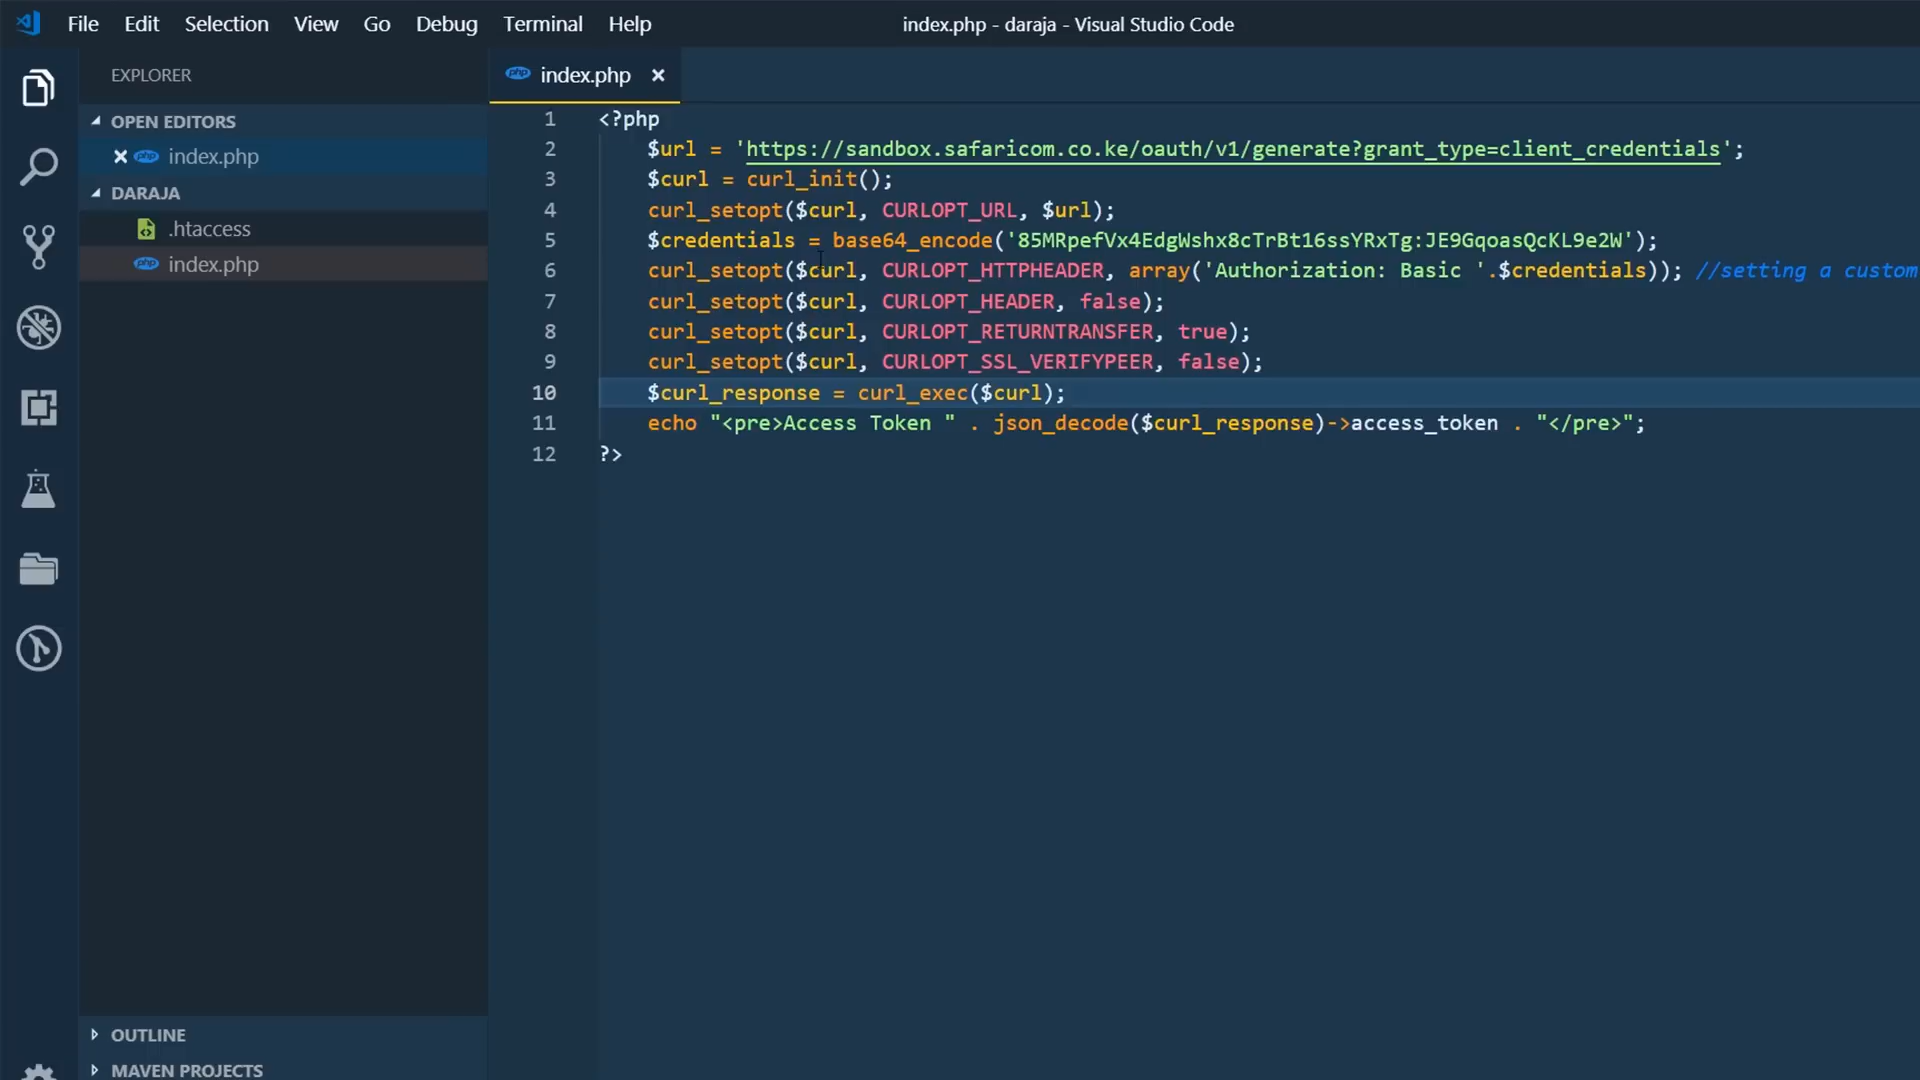 File Edit Selection View Go Debug Terminal Help
index.php - daraja - Visual Studio Code
EXPLORER
OPEN EDITORS
index.php
DARAJA
.htaccess
index.php
OUTLINE
MAVEN PROJECTS
index.php
1 <?php
2 $url = 'https://sandbox.safaricom.co.ke/oauth/v1/generate?grant_type=client_credentials';
3 $curl = curl_init();
4 curl_setopt($curl, CURLOPT_URL, $url);
5 $credentials = base64_encode('85MRpefVx4EdgWshx8cTrBt16ssYRxTg:JE9GqoasQcKL9e2W');
6 curl_setopt($curl, CURLOPT_HTTPHEADER, array('Authorization: Basic '.$credentials)); //setting a custom
7 curl_setopt($curl, CURLOPT_HEADER, false);
8 curl_setopt($curl, CURLOPT_RETURNTRANSFER, true);
9 curl_setopt($curl, CURLOPT_SSL_VERIFYPEER, false);
10 $curl_response = curl_exec($curl);
11 echo "<pre>Access Token " . json_decode($curl_response)->access_token . "</pre>";
12 ?>